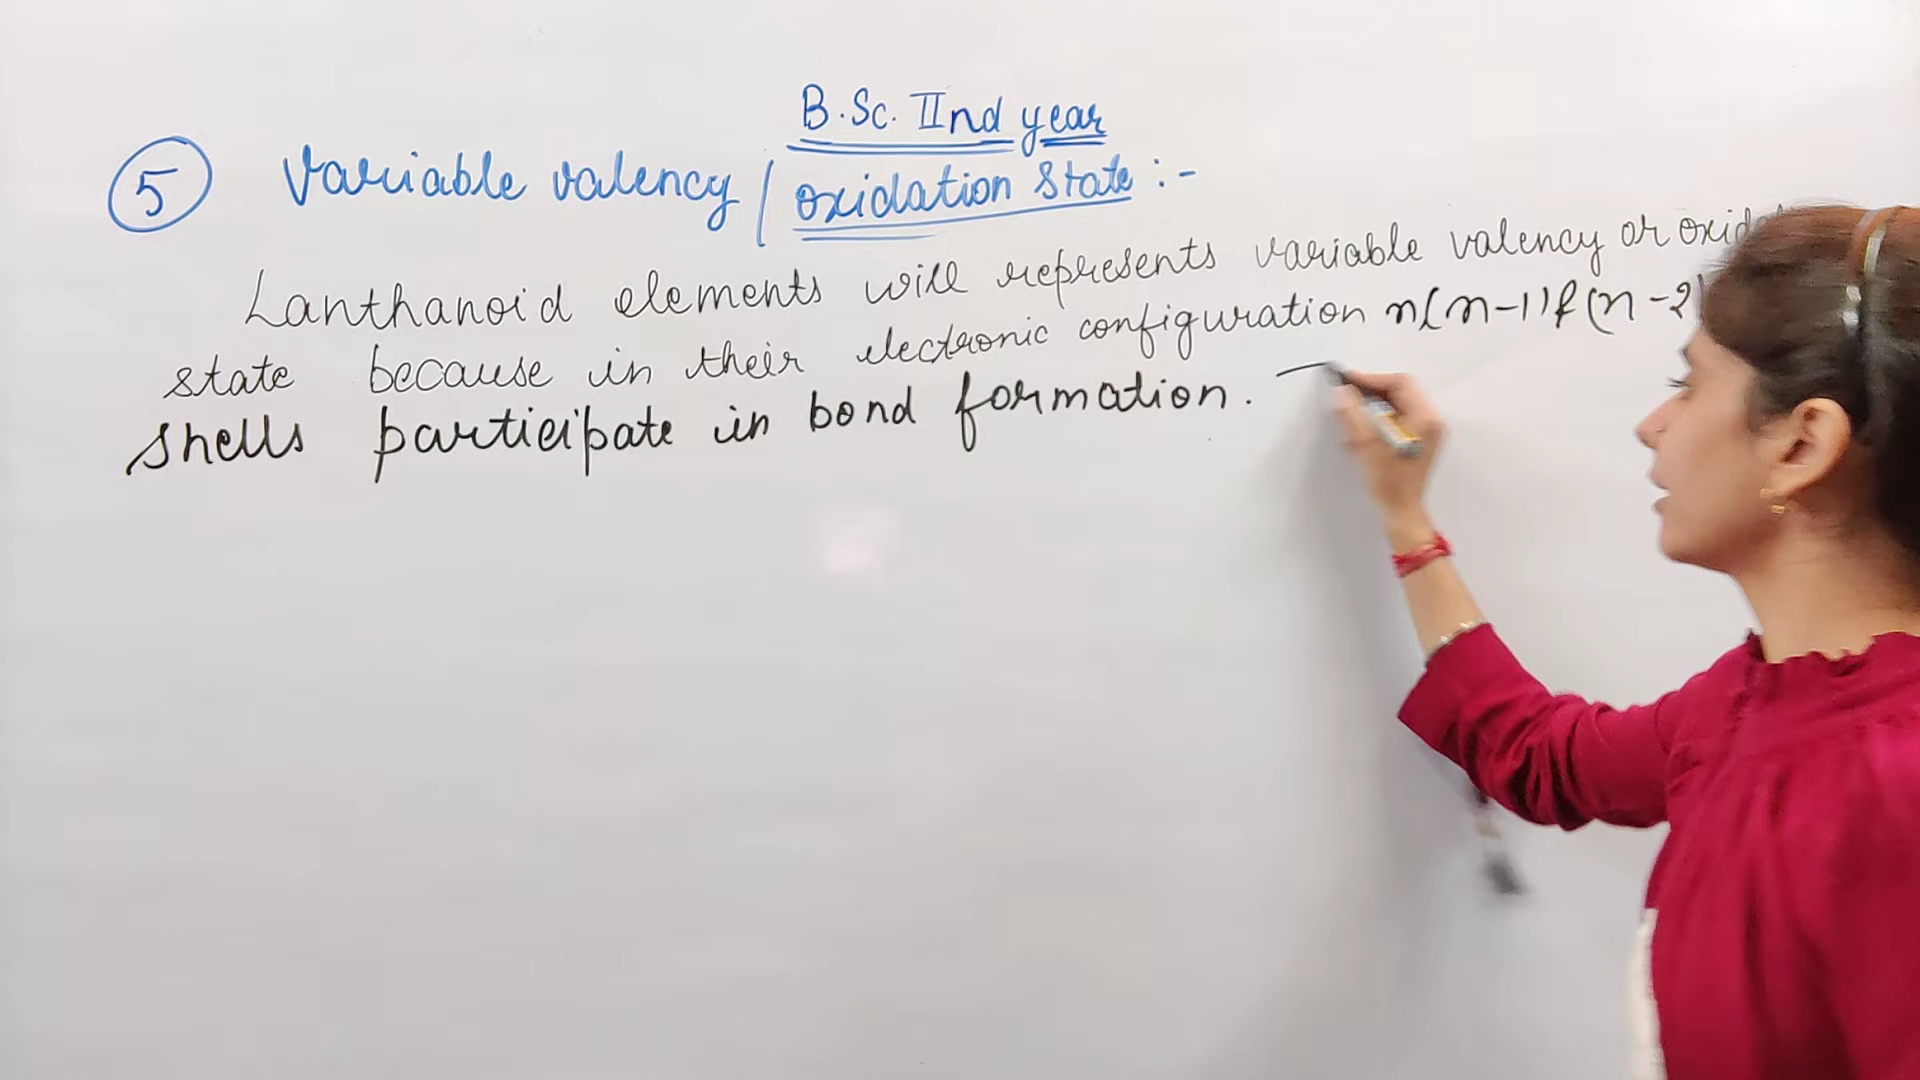 B.Sc. IInd year
5 Variable valency / oxidation state :-
Lanthanoid elements will represents variable valency or
state because in their electronic configuration n, (n-1) & (n-2)
shells participate in bond formation.